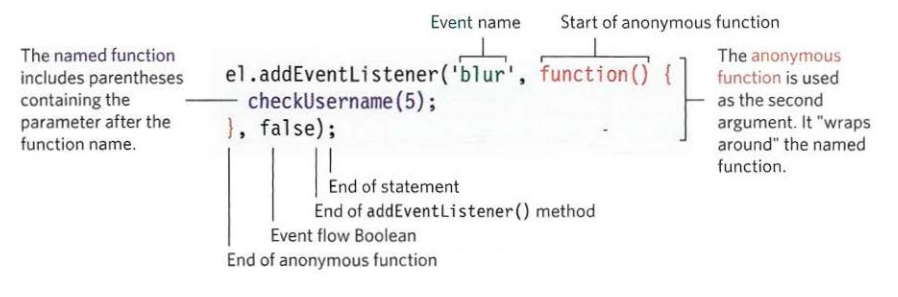 Event name
Start of anonymous function
The named function
includes parentheses
containing the
parameter after the
function name.
el.addEventListener('blur', function() {
checkUsername(5);
}, false);
The anonymous
function is used
as the second
argument. It "wraps
around" the named
function.
End of statement
End of addEventListener() method
Event flow Boolean
End of anonymous function